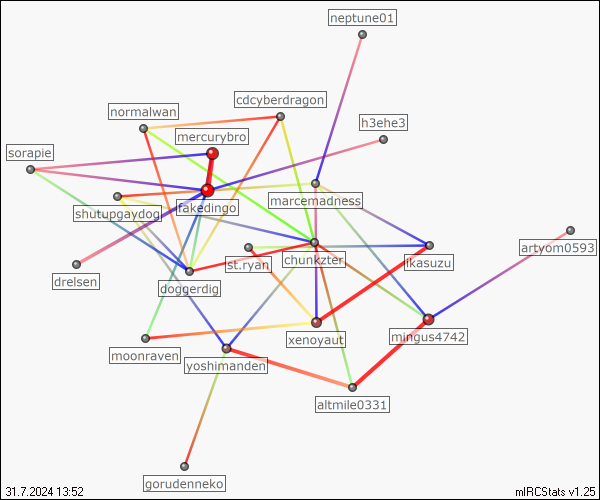 neptune01
cdcyberdragon
normalwan
h3ehe3
mercurybro
sorapie
marcemadness
fakedingo
shutupgaydog
artyom0593
chunkzter
st.ryan
ikasuzu
drelsen
doggerdig
mingus4742
xenoyaut
moonraven
yoshimanden
altmile0331
gorudenneko
31.7.2024 13:52
mIRCStats v1.25